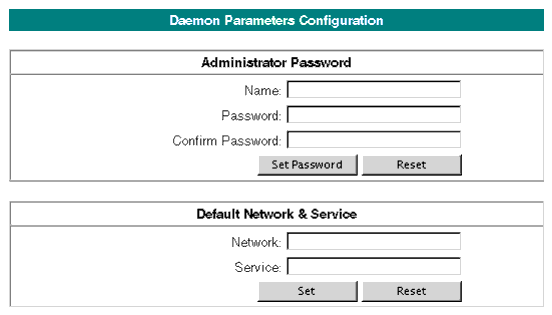 Daemon Parameters Configuration
Administrator Password
Name:
Password:
Confirm Password:
Set Password Reset
Default Network & Service
Network:
Service:
Set Reset